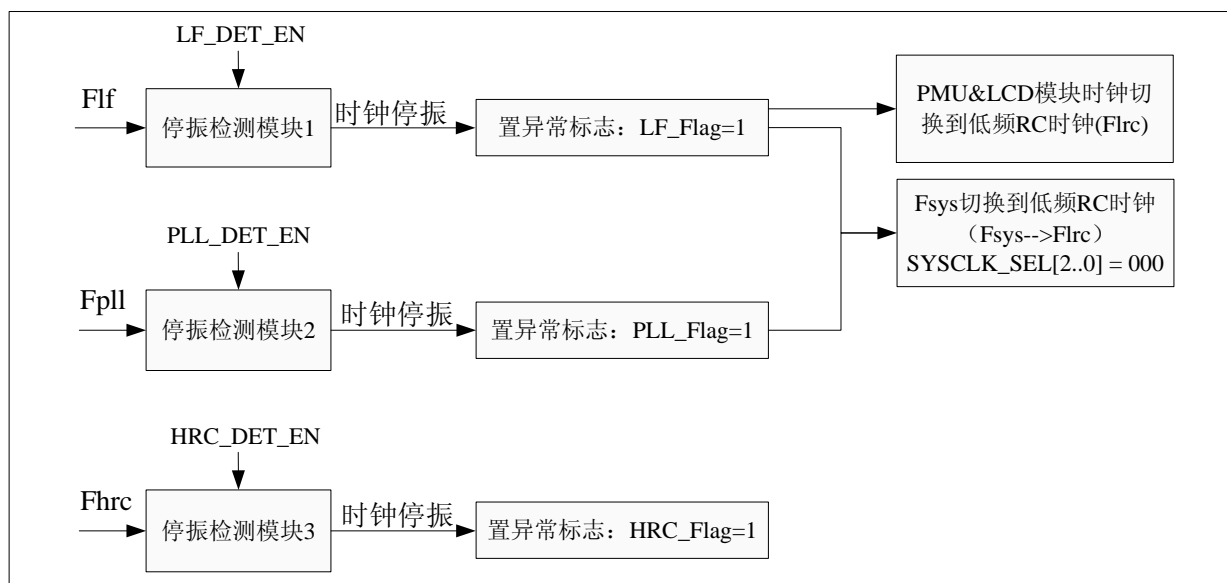 LF_DET_EN
Flf
停振检测模块1
时钟停振
置异常标志：LF_Flag=1
PMU&LCD模块时钟切
换到低频RC时钟(Flrc)
Fsys切换到低频RC时钟
（Fsys-->Flrc）
SYSCLK_SEL[2..0] = 000
PLL_DET_EN
Fpll
停振检测模块2
时钟停振
置异常标志：PLL_Flag=1
HRC_DET_EN
Fhrc
停振检测模块3
时钟停振
置异常标志：HRC_Flag=1